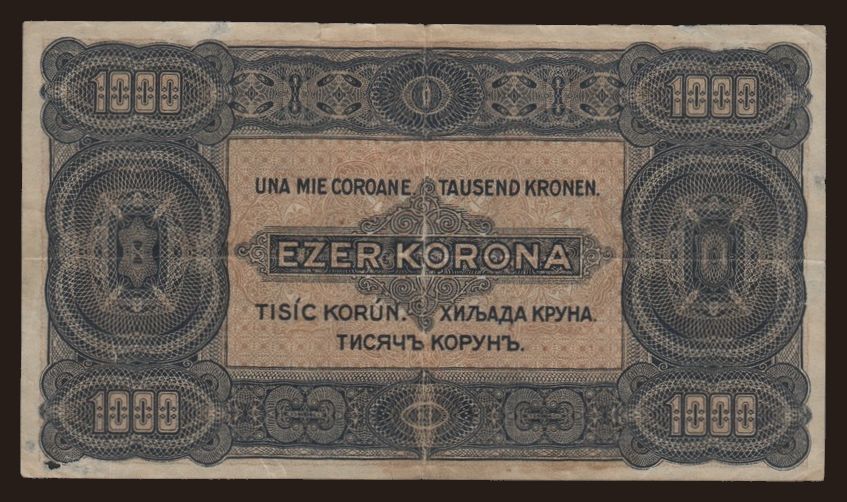 1000 1000
UNA MIE COROANE. TAUSEND KRONEN.
EZER KORONA
TISÍC KORÚN. ХИЉАДА КРУНА.
ТИСЯЧЪ КОРУНЪ.
1000 1000